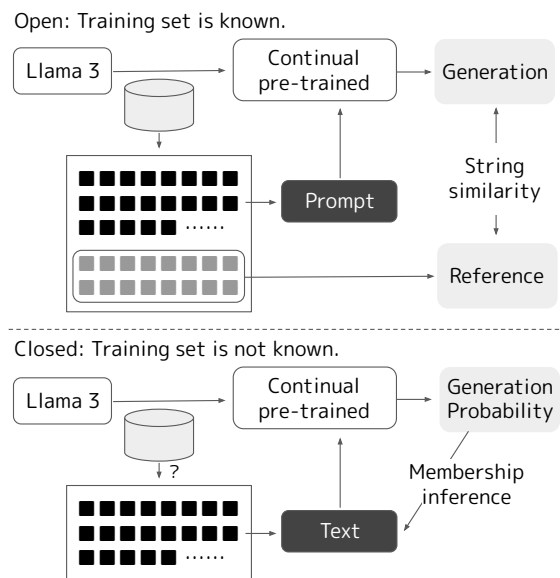 Open: Training set is known.
Llama 3
Continual
pre-trained
Generation
Prompt
String
similarity
Reference
Closed: Training set is not known.
Llama 3
Continual
pre-trained
Generation
Probability
?
Membership
inference
Text